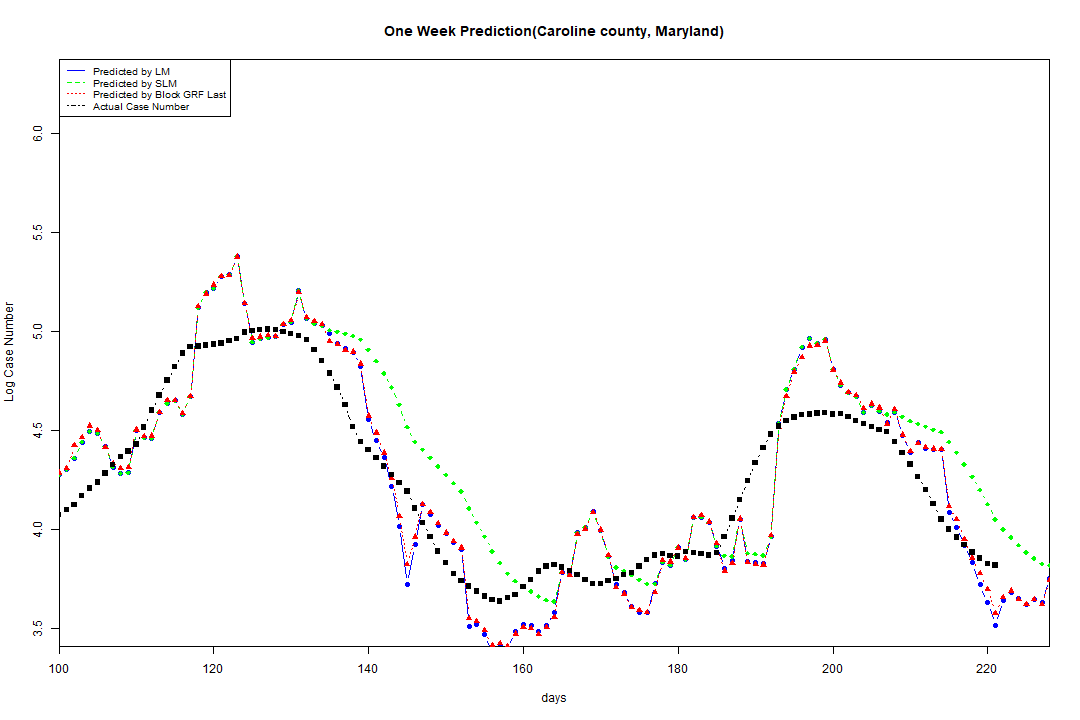 One Week Prediction(Caroline county, Maryland)
Predicted by LM
Predicted by SLM
Predicted by Block GRF Last
Actual Case Number
6.0
5.5
5.0
4.5
4.0
3.5
Log Case Number
100 120 140 160 180 200 220
days